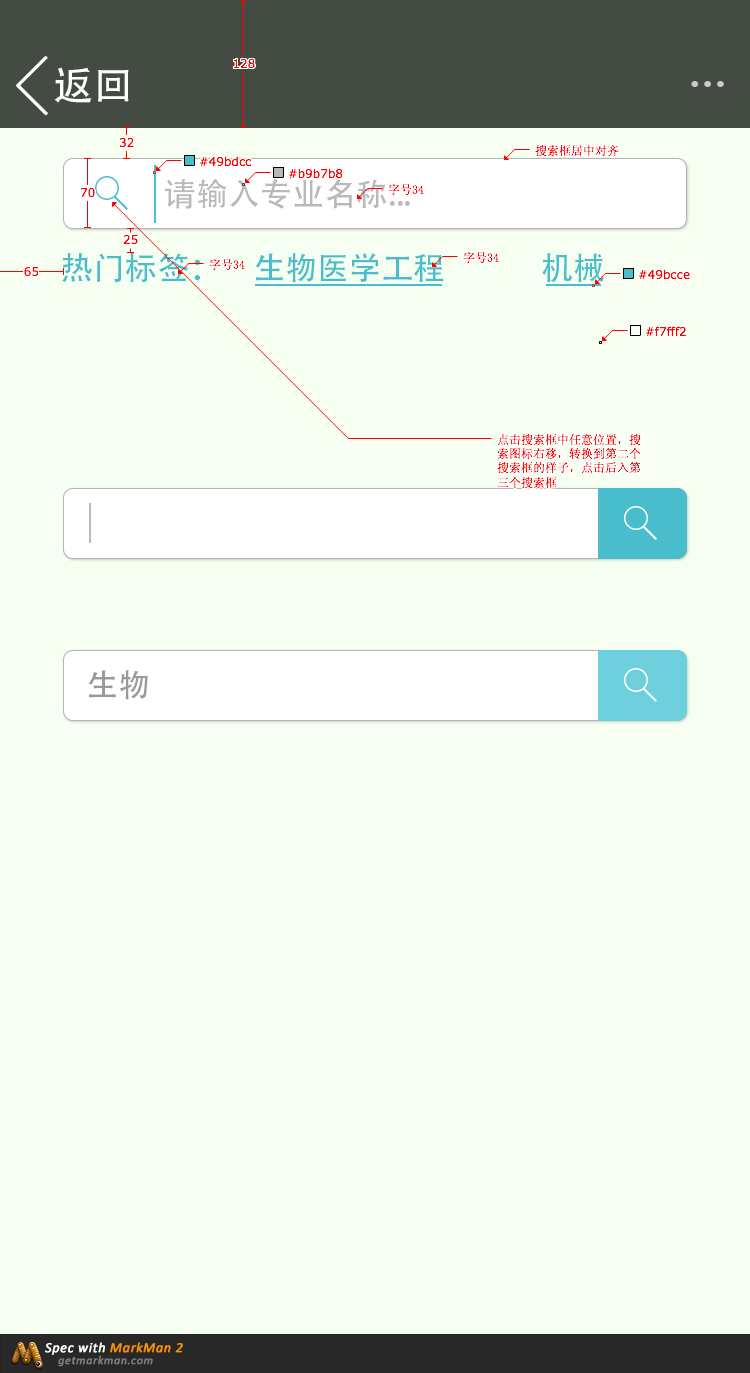 128
返回
32
搜索框居中对齐
#49bdcc
#b9b7b8
70
请输入专业名称...
字号34
25
65
热门标签：
字号34
生物医学工程
字号34
机械
#49bcce
#f7fff2
点击搜索框中任意位置，搜
索图标右移，转换到第二个
搜索框的样子，点击后入第
三个搜索框
生物
Spec with MarkMan 2
getmarkman.com